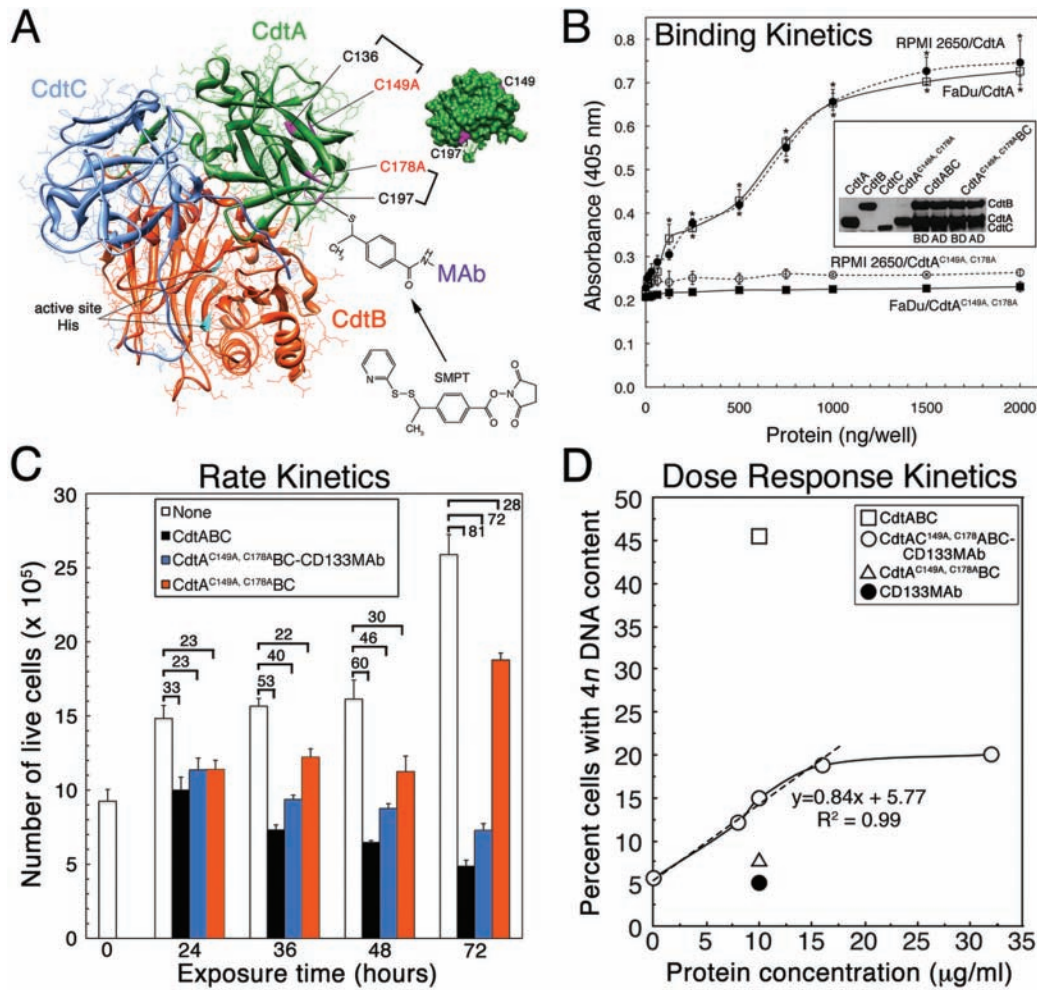 A
CdtA
CdtC
C136
C149A
C149
C197
C178A
C197
S
CH₃
N
H
O
MAb
active site
His
CdtB
SMPT
N
S-S
CH₃
O
O-N
O
O
B
Binding Kinetics
RPMI 2650/CdtA
FaDu/CdtA
CdtA
CdtB
CdtC
CdtA^C149A, C178A
CdtABC
CdtA^C149A, C178A BC
CdtB
CdtA
CdtC
BD AD BD AD
RPMI 2650/CdtA^C149A, C178A
FaDu/CdtA^C149A, C178A
Absorbance (405 nm)
0.8
0.7
0.6
0.5
0.4
0.3
0.2
0.1
0.0
0 500 1000 1500 2000
Protein (ng/well)
C
Rate Kinetics
None
CdtABC
CdtA^C149A, C178A BC-CD133MAb
CdtA^C149A, C178A BC
Number of live cells (x 10⁵)
30
25
20
15
10
5
0
23
23
33
22
40
53
30
46
60
28
72
81
0 24 36 48 72
Exposure time (hours)
D
Dose Response Kinetics
CdtABC
CdtAC^149A, C178A ABC-
CD133MAb
CdtA^C149A, C178A BC
CD133MAb
Percent cells with 4n DNA content
50
45
40
35
30
25
20
15
10
5
0
y=0.84x + 5.77
R² = 0.99
0 5 10 15 20 25 30 35
Protein concentration (μg/ml)